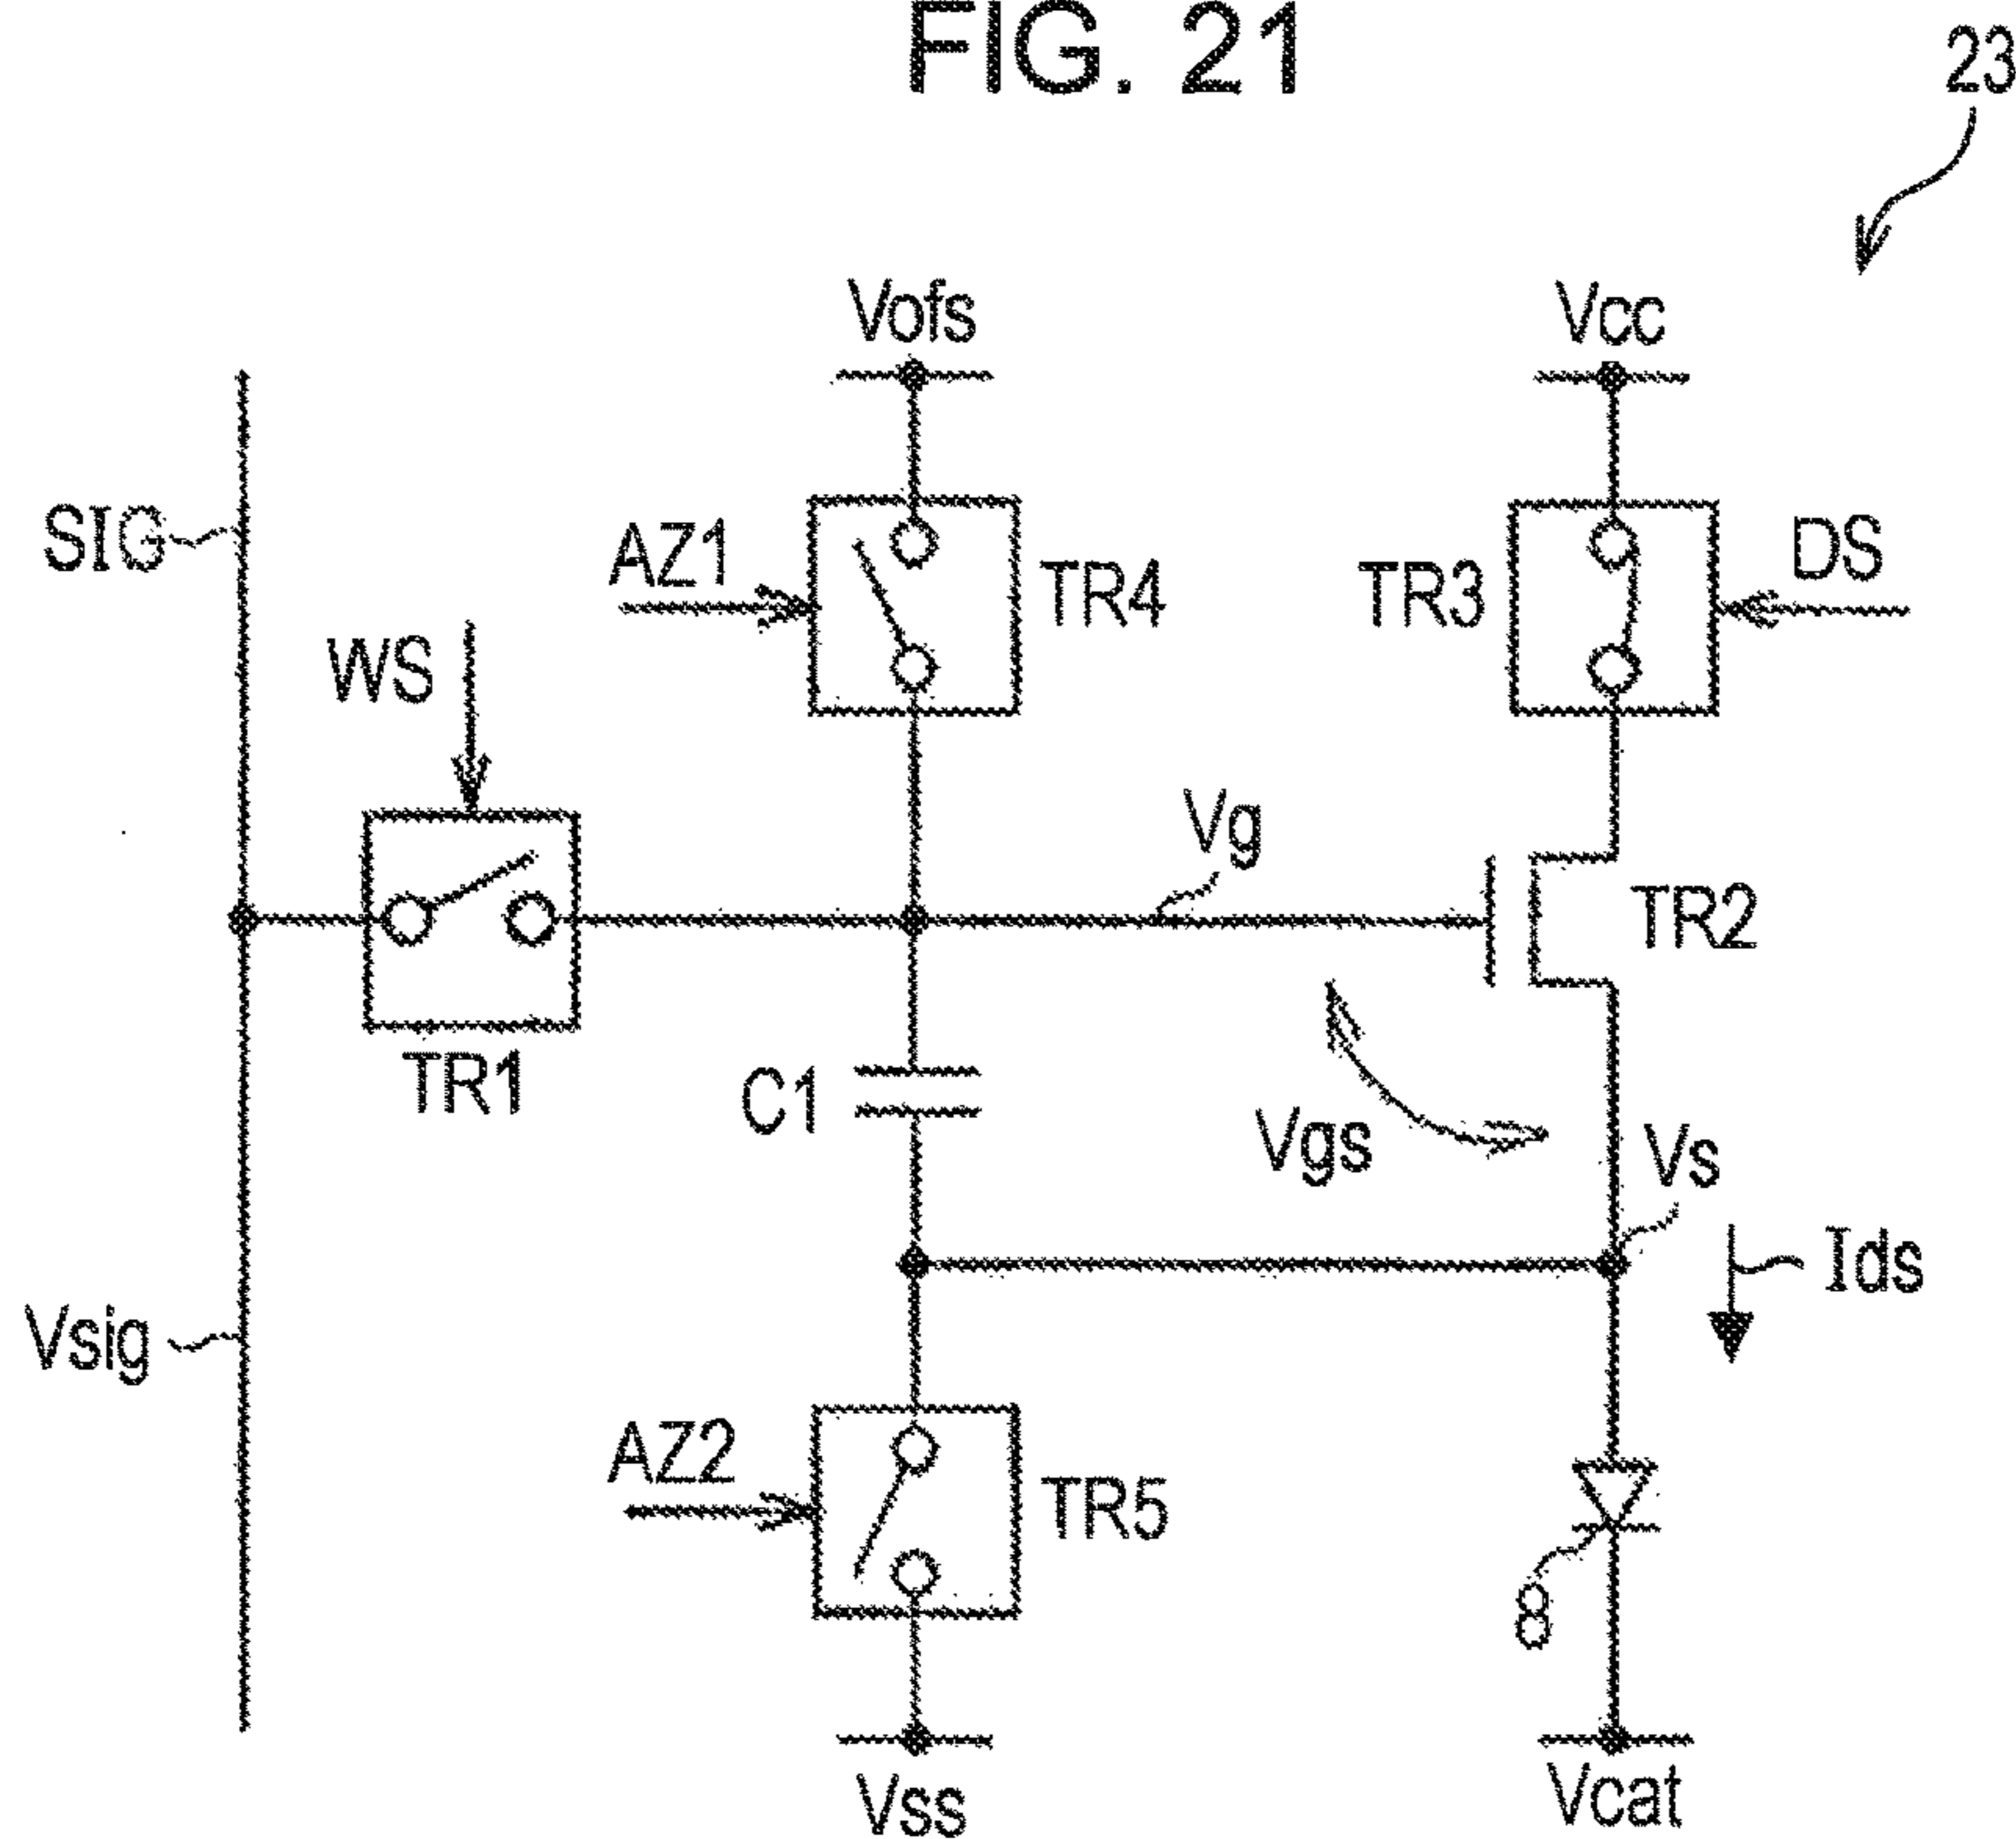 FIG. 21
23
Vofs
Vcc
SIG
AZ1
TR4
TR3
DS
WS
Vg
TR2
TR1
C1
Vgs
Vs
Ids
Vsig
AZ2
TR5
8
Vss
Vcat